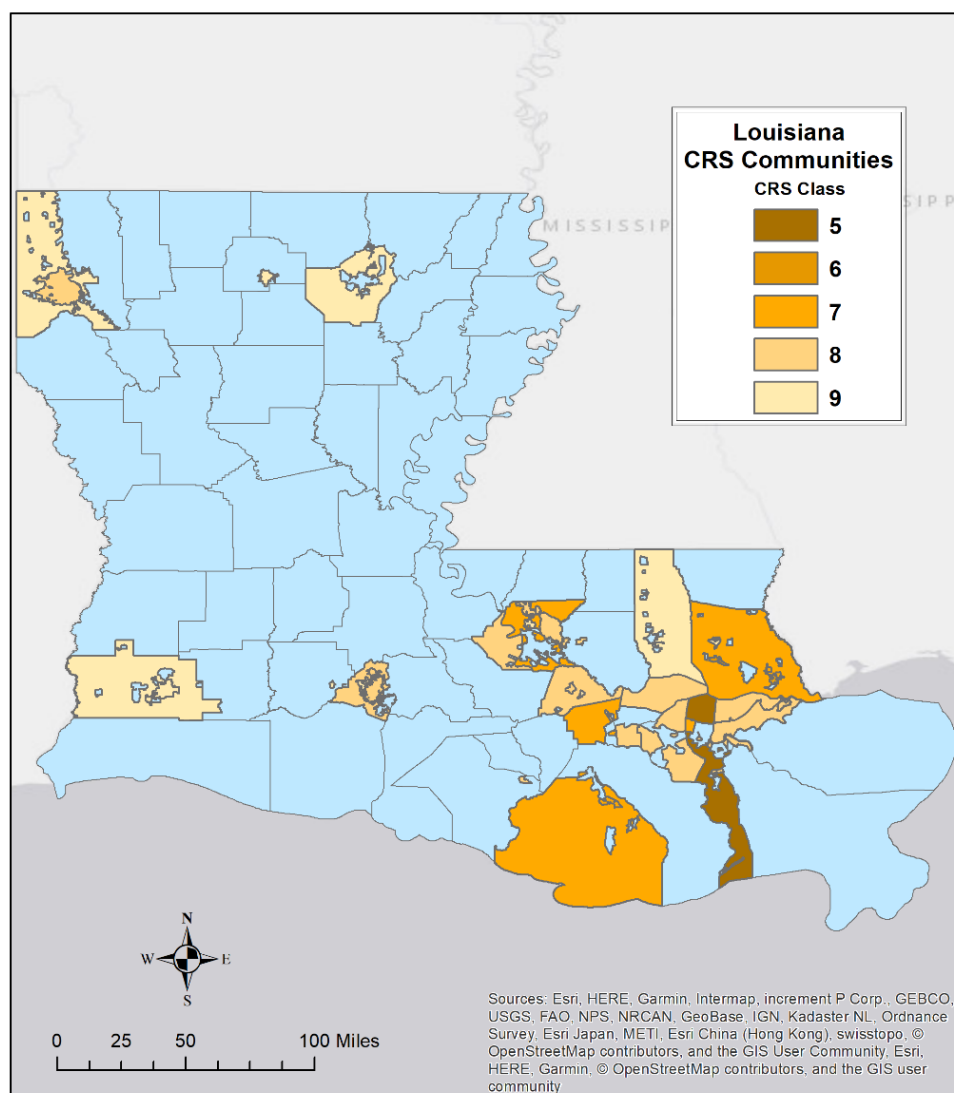 Louisiana
CRS Communities
CRS Class
5
6
7
8
9
MISSISSIP
SIPP
N
W
E
S
0 25 50 100 Miles
Sources: Esri, HERE, Garmin, Intermap, increment P Corp., GEBCO,
USGS, FAO, NPS, NRCAN, GeoBase, IGN, Kadaster NL, Ordnance
Survey, Esri Japan, METI, Esri China (Hong Kong), swisstopo, ©
OpenStreetMap contributors, and the GIS User Community, Esri,
HERE, Garmin, © OpenStreetMap contributors, and the GIS user
community